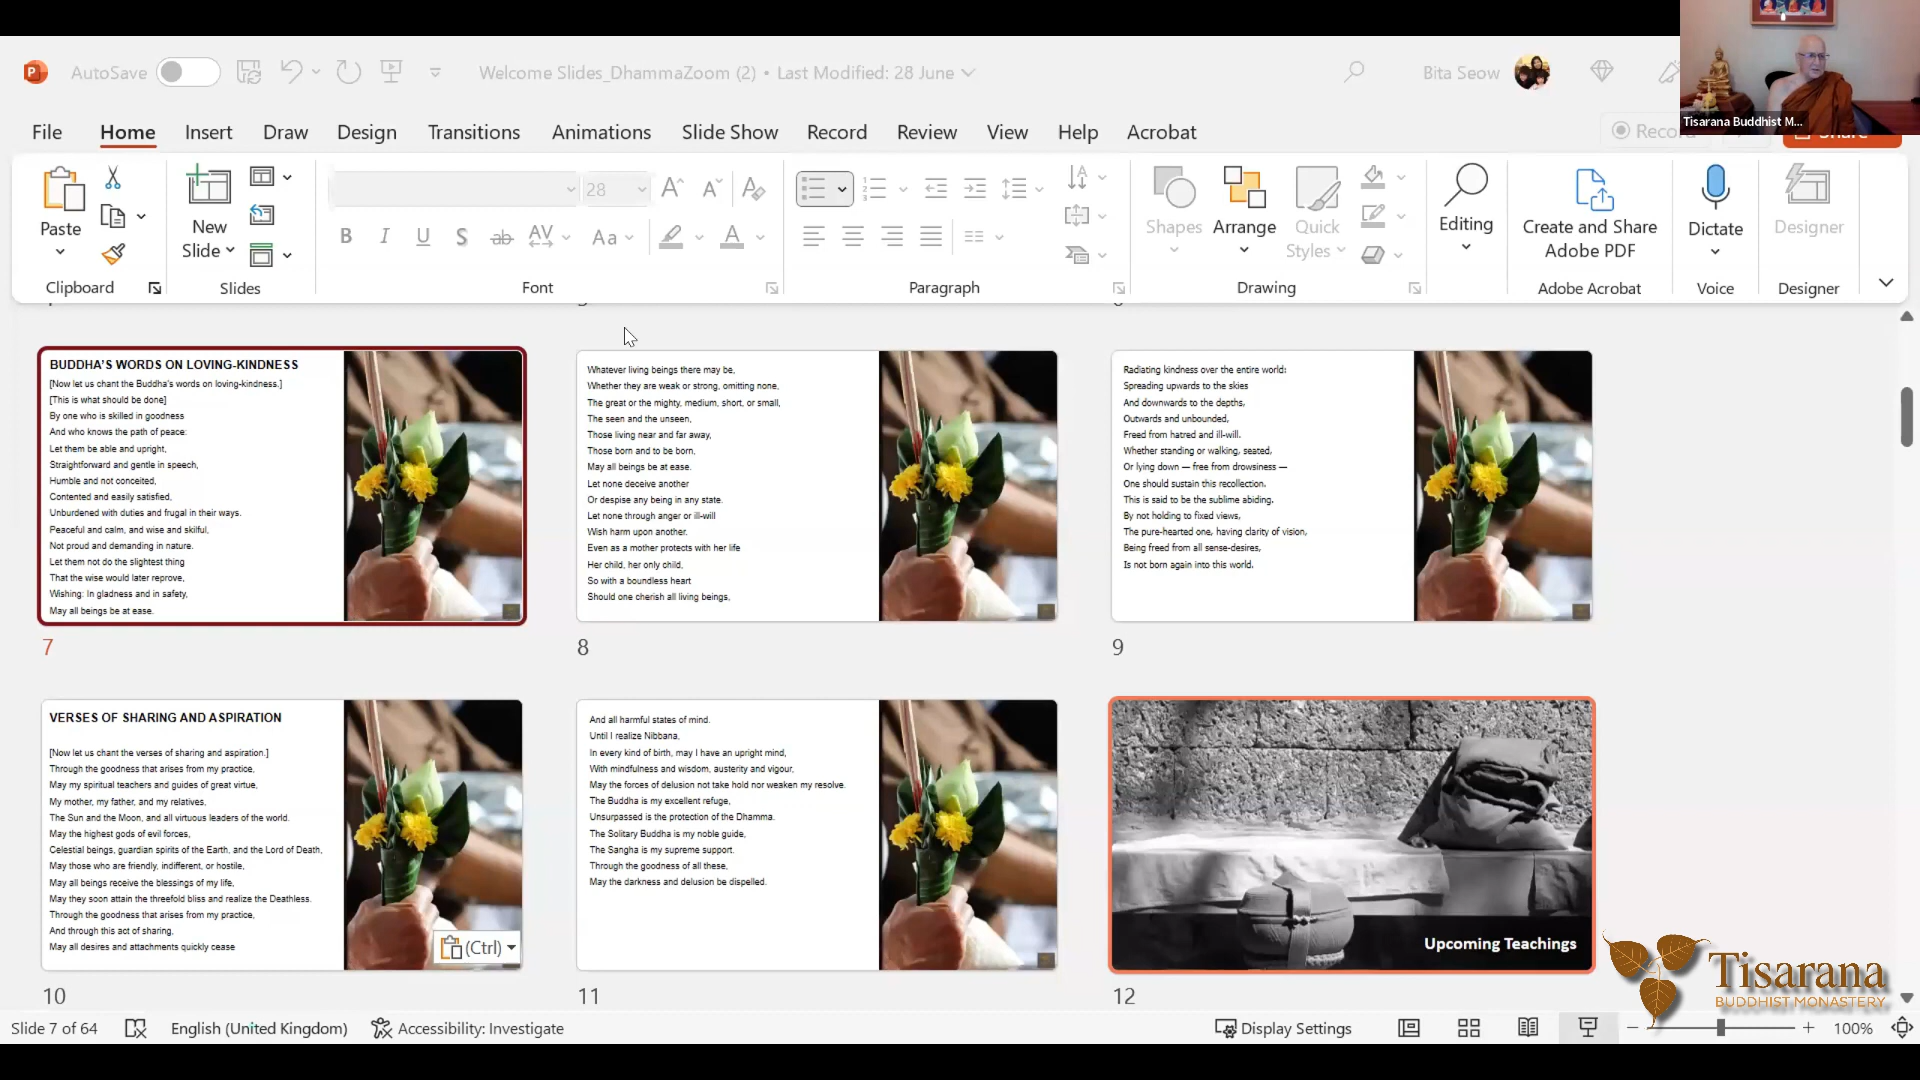 AutoSave
Welcome Slides_DhammaZoom (2) • Last Modified: 28 June
Bita Seow
Tisarana Buddhist M...
File Home Insert Draw Design Transitions Animations Slide Show Record Review View Help Acrobat
Record
Share
Paste
New
Slide
28
B I U S ab AV Aa A
Shapes Arrange Quick
Styles
Editing
Create and Share
Adobe PDF
Dictate
Designer
Clipboard Slides Font Paragraph Drawing Adobe Acrobat Voice Designer
BUDDHA'S WORDS ON LOVING-KINDNESS
[Now let us chant the Buddha's words on loving-kindness.]
[This is what should be done]
By one who is skilled in goodness
And who knows the path of peace:
Let them be able and upright,
Straightforward and gentle in speech,
Humble and not conceited,
Contented and easily satisfied,
Unburdened with duties and frugal in their ways.
Peaceful and calm, and wise and skilful,
Not proud and demanding in nature.
Let them not do the slightest thing
That the wise would later reprove,
Wishing: In gladness and in safety,
May all beings be at ease.
7
Whatever living beings there may be,
Whether they are weak or strong, omitting none,
The great or the mighty, medium, short, or small,
The seen and the unseen,
Those living near and far away,
Those born and to be born,
May all beings be at ease.
Let none deceive another
Or despise any being in any state.
Let none through anger or ill-will
Wish harm upon another.
Even as a mother protects with her life
Her child, her only child,
So with a boundless heart
Should one cherish all living beings,
8
Radiating kindness over the entire world:
Spreading upwards to the skies
And downwards to the depths,
Outwards and unbounded,
Freed from hatred and ill-will.
Whether standing or walking, seated,
Or lying down — free from drowsiness —
One should sustain this recollection.
This is said to be the sublime abiding.
By not holding to fixed views,
The pure-hearted one, having clarity of vision,
Being freed from all sense-desires,
Is not born again into this world.
9
VERSES OF SHARING AND ASPIRATION
[Now let us chant the verses of sharing and aspiration.]
Through the goodness that arises from my practice,
May my spiritual teachers and guides of great virtue,
My mother, my father, and my relatives,
The Sun and the Moon, and all virtuous leaders of the world.
May the highest gods of evil forces,
Celestial beings, guardian spirits of the Earth, and the Lord of Death,
May those who are friendly, indifferent, or hostile,
May all beings receive the blessings of my life,
May they soon attain the threefold bliss and realize the Deathless.
Through the goodness that arises from my practice,
And through this act of sharing,
May all desires and attachments quickly cease
(Ctrl)
10
And all harmful states of mind.
Until I realize Nibbana,
In every kind of birth, may I have an upright mind,
With mindfulness and wisdom, austerity and vigour,
May the forces of delusion not take hold nor weaken my resolve.
The Buddha is my excellent refuge,
Unsurpassed is the protection of the Dhamma.
The Solitary Buddha is my noble guide,
The Sangha is my supreme support.
Through the goodness of all these,
May the darkness and delusion be dispelled.
11
Upcoming Teachings
12
Tisarana
BUDDHIST MONASTERY
Slide 7 of 64 English (United Kingdom) Accessibility: Investigate Display Settings 100%